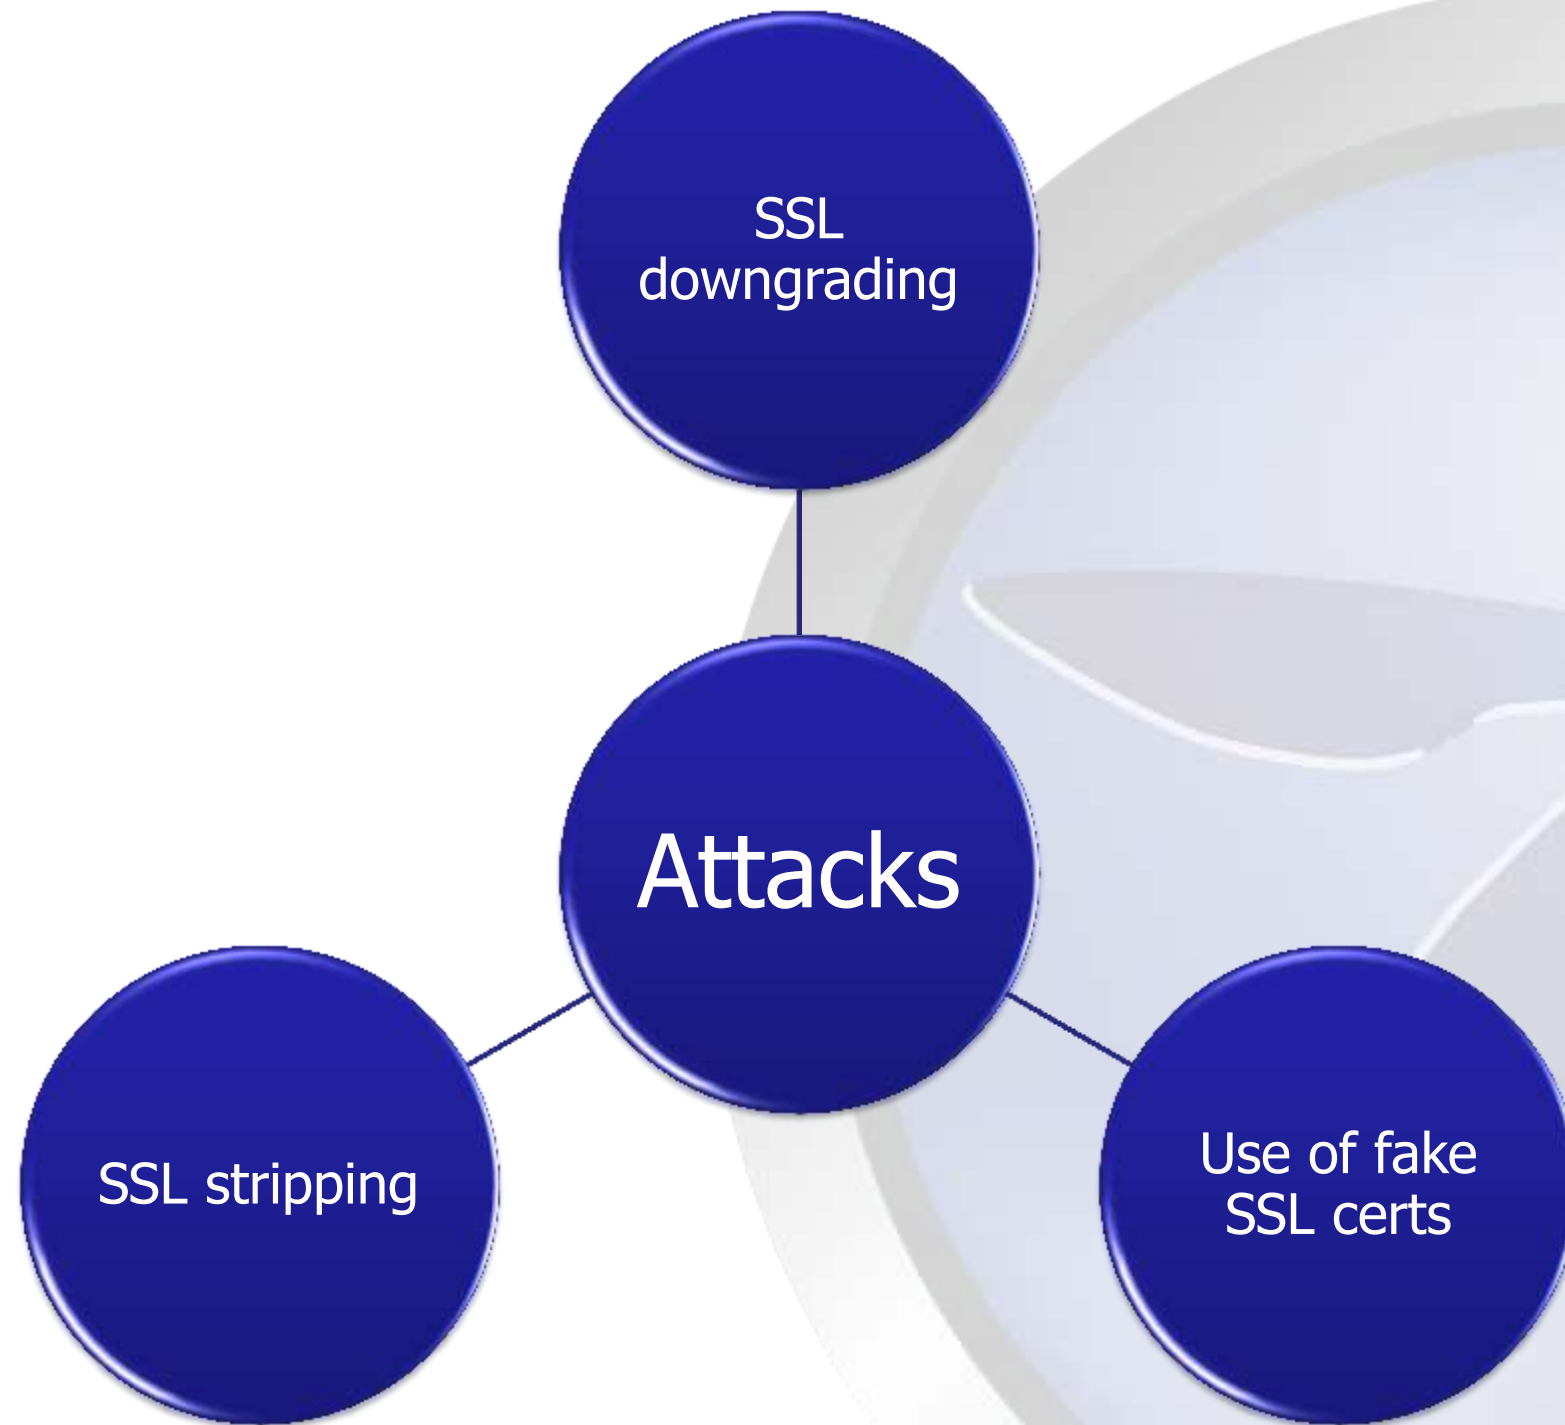 SSL
downgrading
Attacks
SSL stripping
Use of fake
SSL certs